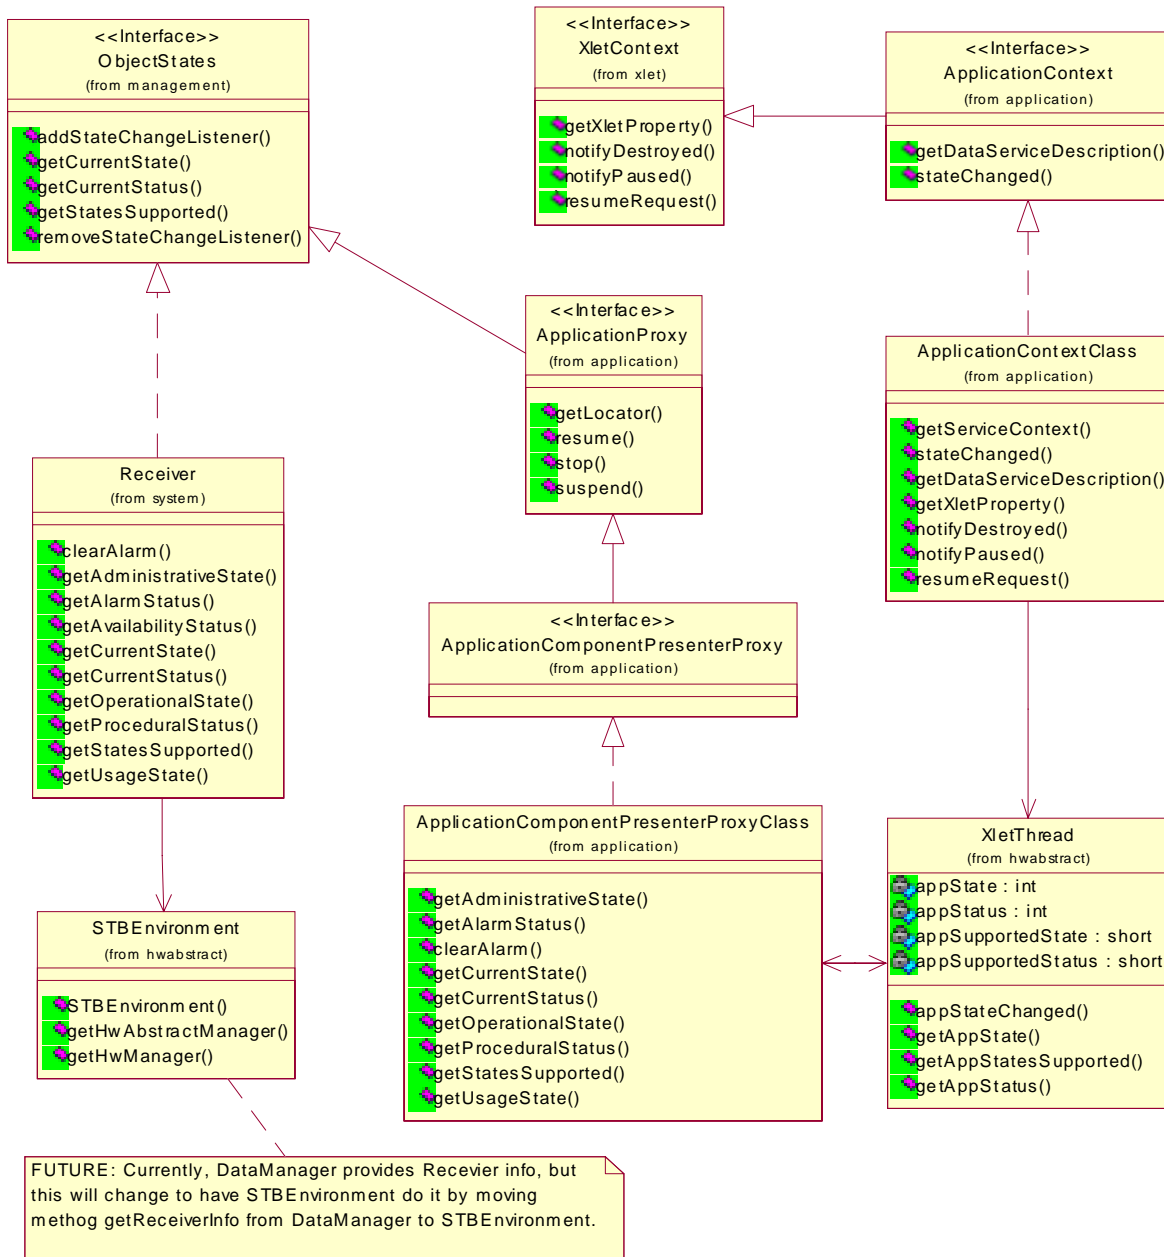 <<Interface>>
ObjectStates
(from management)
addStateChangeListener()
getCurrentState()
getCurrentStatus()
getStatesSupported()
removeStateChangeListener()
<<Interface>>
XletContext
(from xlet)
getXletProperty()
notifyDestroyed()
notifyPaused()
resumeRequest()
<<Interface>>
ApplicationContext
(from application)
getDataServiceDescription()
stateChanged()
<<Interface>>
ApplicationProxy
(from application)
getLocator()
resume()
stop()
suspend()
ApplicationContextClass
(from application)
getServiceContext()
stateChanged()
getDataServiceDescription()
getXletProperty()
notifyDestroyed()
notifyPaused()
resumeRequest()
Receiver
(from system)
clearAlarm()
getAdministrativeState()
getAlarmStatus()
getAvailabilityStatus()
getCurrentState()
getCurrentStatus()
getOperationalState()
getProceduralStatus()
getStatesSupported()
getUsageState()
<<Interface>>
ApplicationComponentPresenterProxy
(from application)
ApplicationComponentPresenterProxyClass
(from application)
getAdministrativeState()
getAlarmStatus()
clearAlarm()
getCurrentState()
getCurrentStatus()
getOperationalState()
getProceduralStatus()
getStatesSupported()
getUsageState()
XletThread
(from hwabstract)
appState : int
appStatus : int
appSupportedState : short
appSupportedStatus : short
appStateChanged()
getAppState()
getAppStatesSupported()
getAppStatus()
STBEnvironment
(from hwabstract)
STBEnvironment()
getHwAbstractManager()
getHwManager()
FUTURE: Currently, DataManager provides Recevier info, but
this will change to have STBEnvironment do it by moving
methog getReceiverInfo from DataManager to STBEnvironment.